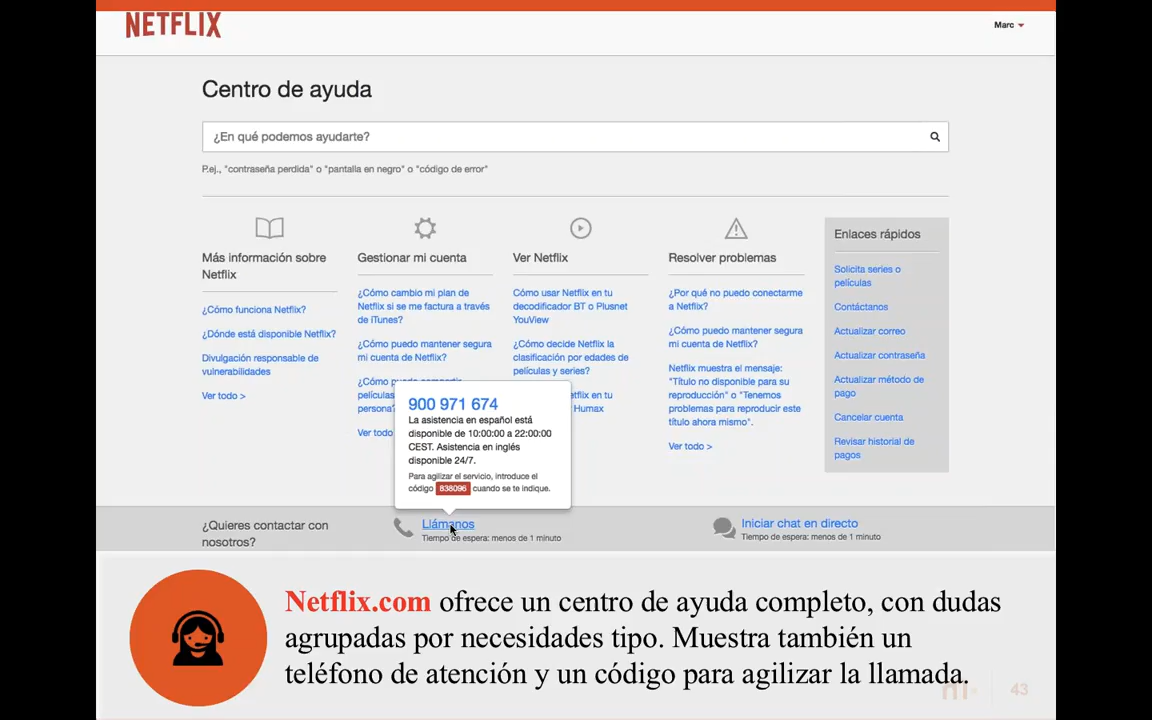 NETFLIX
Marc
Centro de ayuda
¿En qué podemos ayudarte?
P.ej., "contraseña perdida" o "pantalla en negro" o "código de error"
Más información sobre
Netflix
¿Cómo funciona Netflix?
¿Dónde está disponible Netflix?
Divulgación responsable de
vulnerabilidades
Ver todo >
Gestionar mi cuenta
¿Cómo cambio mi plan de
Netflix si se me factura a través
de iTunes?
¿Cómo puedo mantener segura
mi cuenta de Netflix?
¿Cómo puedo compartir
películas
persona?
Ver todo
Ver Netflix
Cómo usar Netflix en tu
decodificador BT o Plusnet
YouView
¿Cómo decide Netflix la
clasificación por edades de
películas y series?
en tu
Humax
Resolver problemas
¿Por qué no puedo conectarme
a Netflix?
¿Cómo puedo mantener segura
mi cuenta de Netflix?
Netflix muestra el mensaje:
"Título no disponible para su
reproducción" o "Tenemos
problemas para reproducir este
título ahora mismo".
Ver todo >
Enlaces rápidos
Solicita series o
películas
Contáctanos
Actualizar correo
Actualizar contraseña
Actualizar método de
pago
Cancelar cuenta
Revisar historial de
pagos
900 971 674
La asistencia en español está
disponible de 10:00:00 a 22:00:00
CEST. Asistencia en inglés
disponible 24/7.
Para agilizar el servicio, introduce el
código 838096 cuando se te indique.
¿Quieres contactar con
nosotros?
Llámanos
Tiempo de espera: menos de 1 minuto
Iniciar chat en directo
Tiempo de espera: menos de 1 minuto
Netflix.com ofrece un centro de ayuda completo, con dudas
agrupadas por necesidades tipo. Muestra también un
teléfono de atención y un código para agilizar la llamada.
43